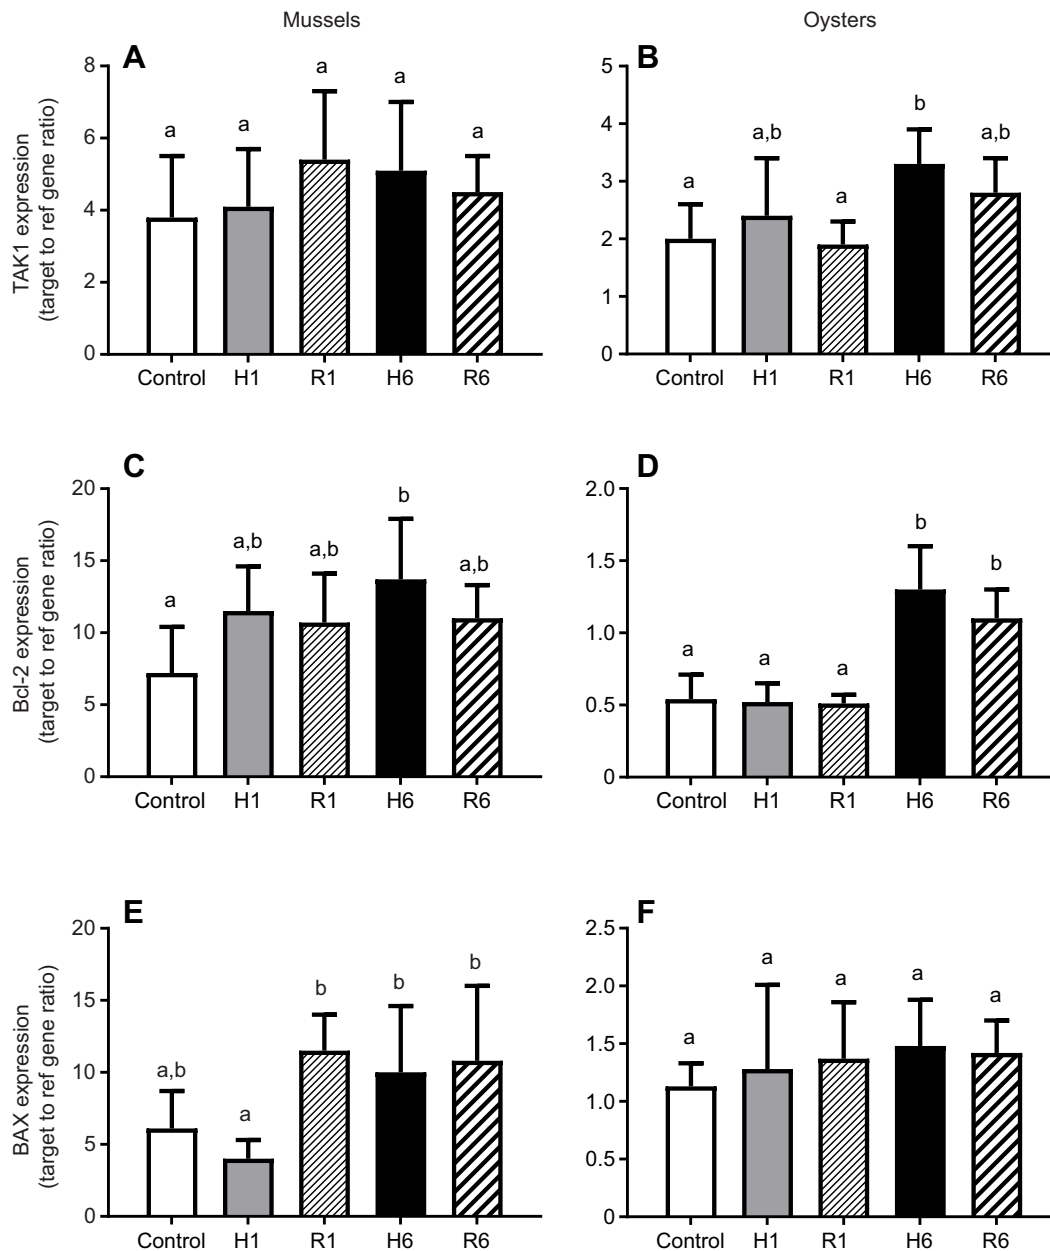 Mussels
Oysters
A
TAK1 expression
(target to ref gene ratio)
8
6
4
2
0
a
a
a
a
a
Control H1 R1 H6 R6
B
5
4
3
2
1
0
a
a,b
a
b
a,b
Control H1 R1 H6 R6
C
Bcl-2 expression
(target to ref gene ratio)
20
15
10
5
0
a
a,b
a,b
b
a,b
Control H1 R1 H6 R6
D
2.0
1.5
1.0
0.5
0
a
a
a
b
b
Control H1 R1 H6 R6
E
BAX expression
(target to ref gene ratio)
20
15
10
5
0
a,b
a
b
b
b
Control H1 R1 H6 R6
F
2.5
2.0
1.5
1.0
0.5
0
a
a
a
a
a
Control H1 R1 H6 R6